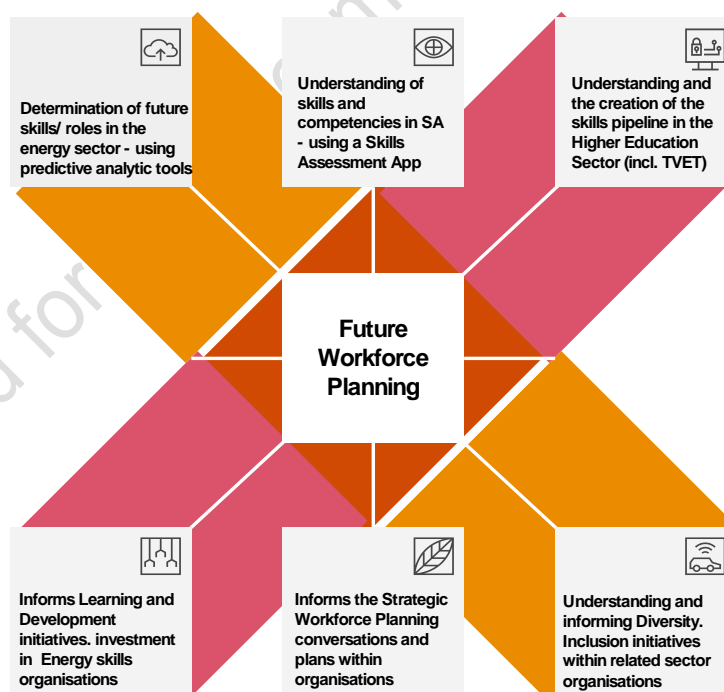 Determination of future
skills/ roles in the
energy sector - using
predictive analytic tools
Understanding of
skills and
competencies in SA
- using a Skills
Assessment App
Understanding and
the creation of the
skills pipeline in the
Higher Education
Sector (incl. TVET)
Future
Workforce
Planning
Informs Learning and
Development
initiatives. investment
in Energy skills
organisations
Informs the Strategic
Workforce Planning
conversations and
plans within
organisations
Understanding and
informing Diversity.
Inclusion initiatives
within related sector
organisations
for